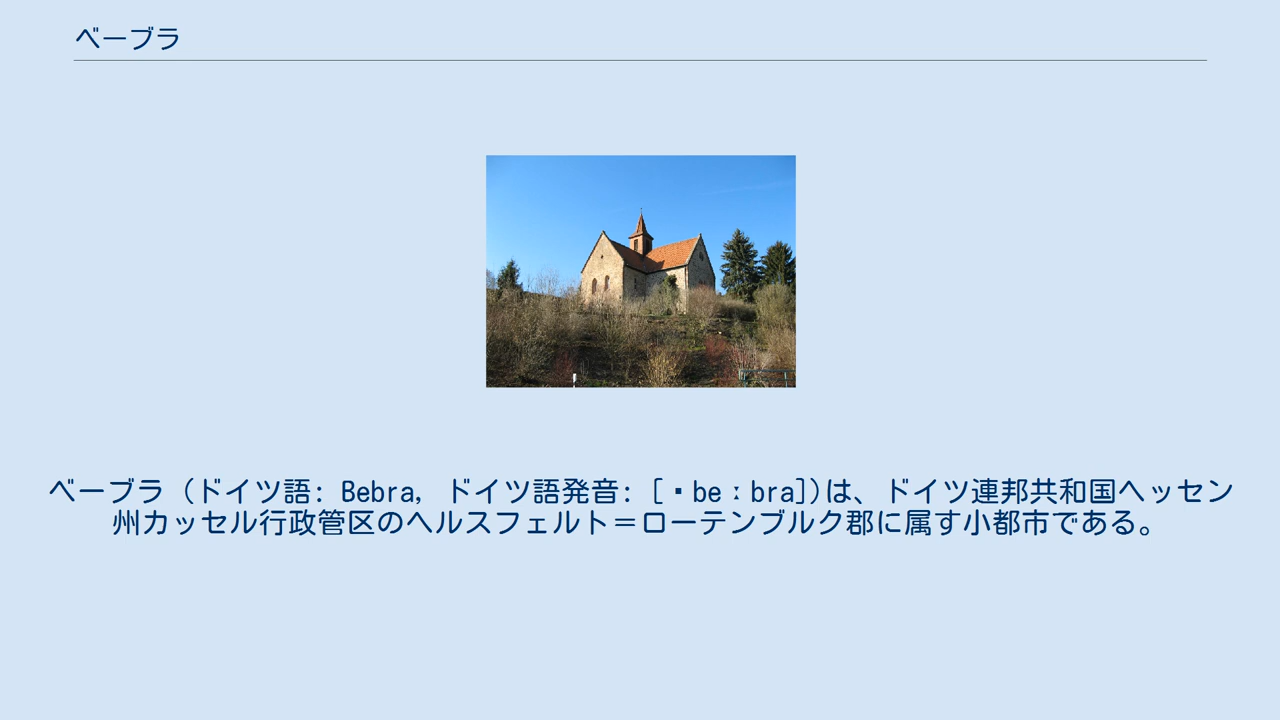 ベーブラ
ベーブラ (ドイツ語: Bebra, ドイツ語発音: [ˈbeːbra])は、ドイツ連邦共和国ヘッセン
州カッセル行政管区のヘルスフェルト＝ローテンブルク郡に属す小都市である。